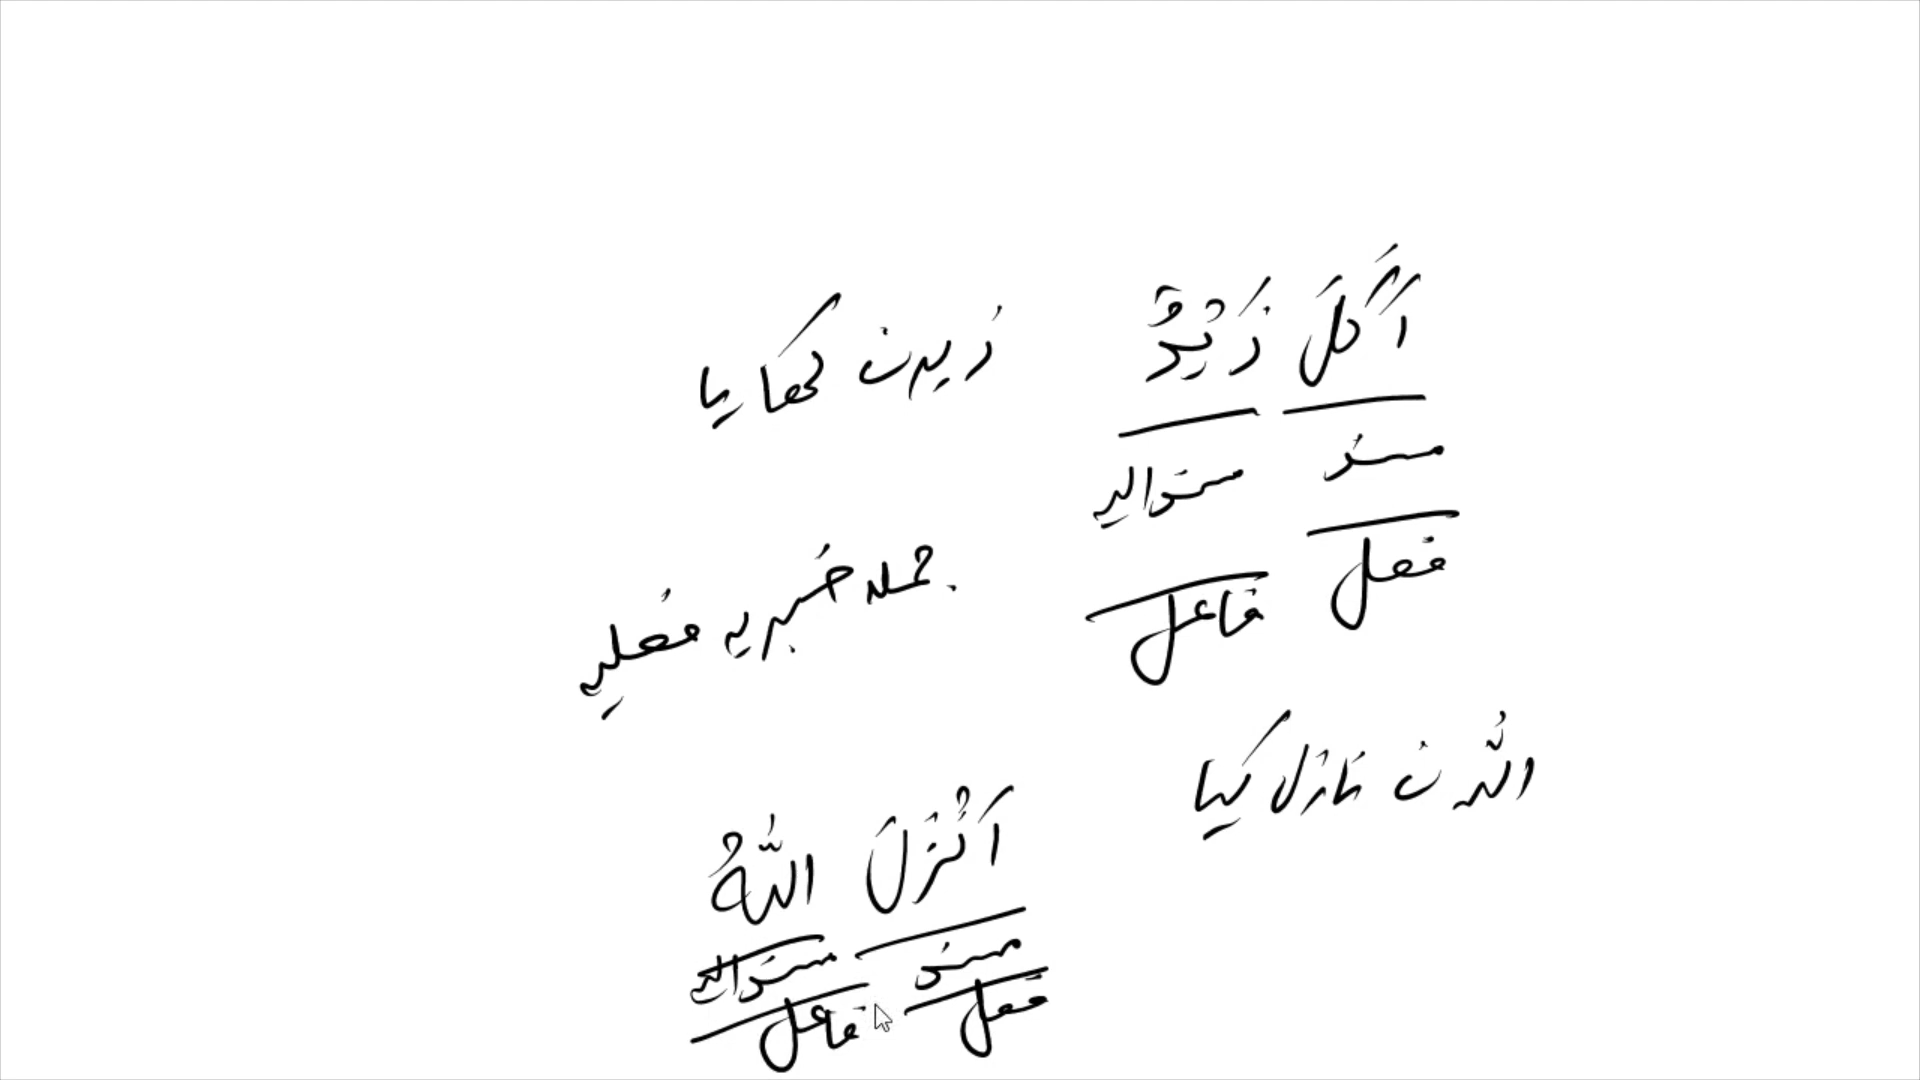 اَكَلَ زَيْدٌ
زید نے کھایا
مسند
مسند الیہ
فعل
فاعل
جملہ خبریہ فعلیہ
اللہ نے نازل کیا
اَنْزَلَ اللّٰهُ
مسند مسند الیہ
فعل فاعل